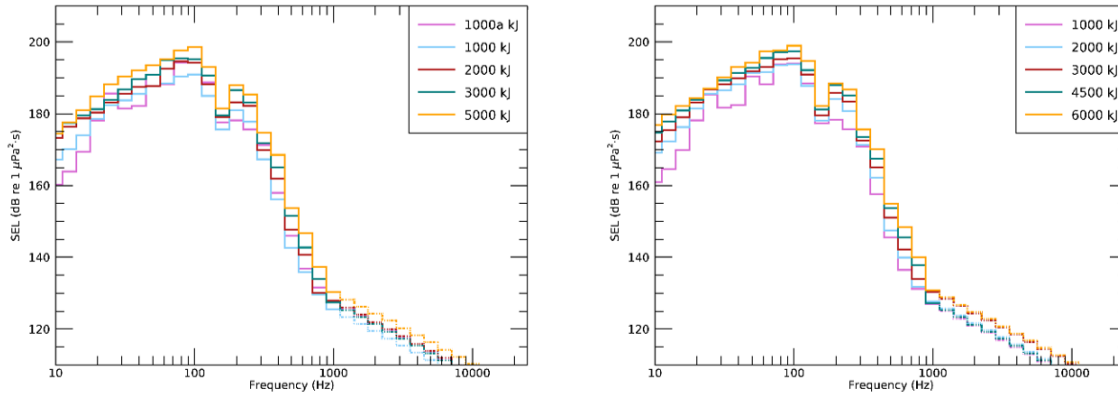 200
180
160
140
120
SEL (dB re 1 µPa²·s)
10
100
1000
10000
Frequency (Hz)
1000a kJ
1000 kJ
2000 kJ
3000 kJ
5000 kJ
200
180
160
140
120
SEL (dB re 1 µPa²·s)
10
100
1000
10000
Frequency (Hz)
1000 kJ
2000 kJ
3000 kJ
4500 kJ
6000 kJ